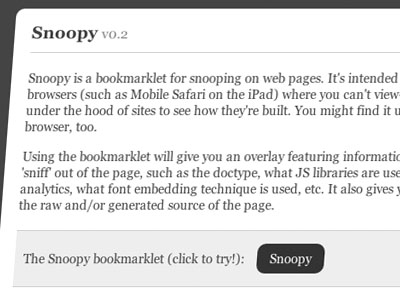 Snoopy v0.2
Snoopy is a bookmarklet for snooping on web pages. It's intended
browsers (such as Mobile Safari on the iPad) where you can't view
under the hood of sites to see how they're built. You might find it
browser, too.
Using the bookmarklet will give you an overlay featuring
'sniff' out of the page, such as the doctype, what JS libraries are
analytics, what font embedding technique is used, etc. It also gives
the raw and/or generated source of the page.
The Snoopy bookmarklet (click to try!): Snoopy